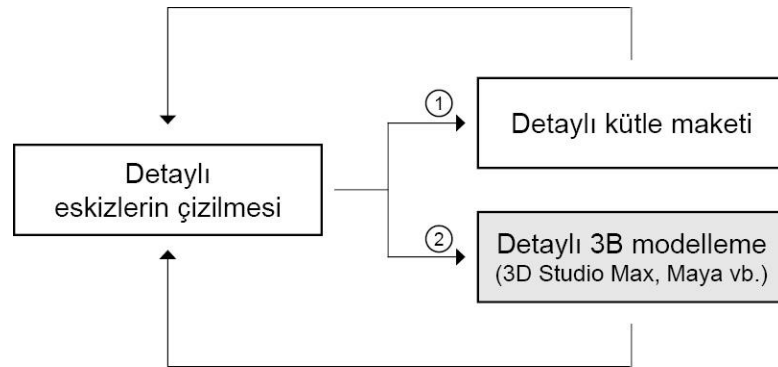 ①
Detaylı kütle maketi
Detaylı
eskizlerin çizilmesi
②
Detaylı 3B modelleme
(3D Studio Max, Maya vb.)